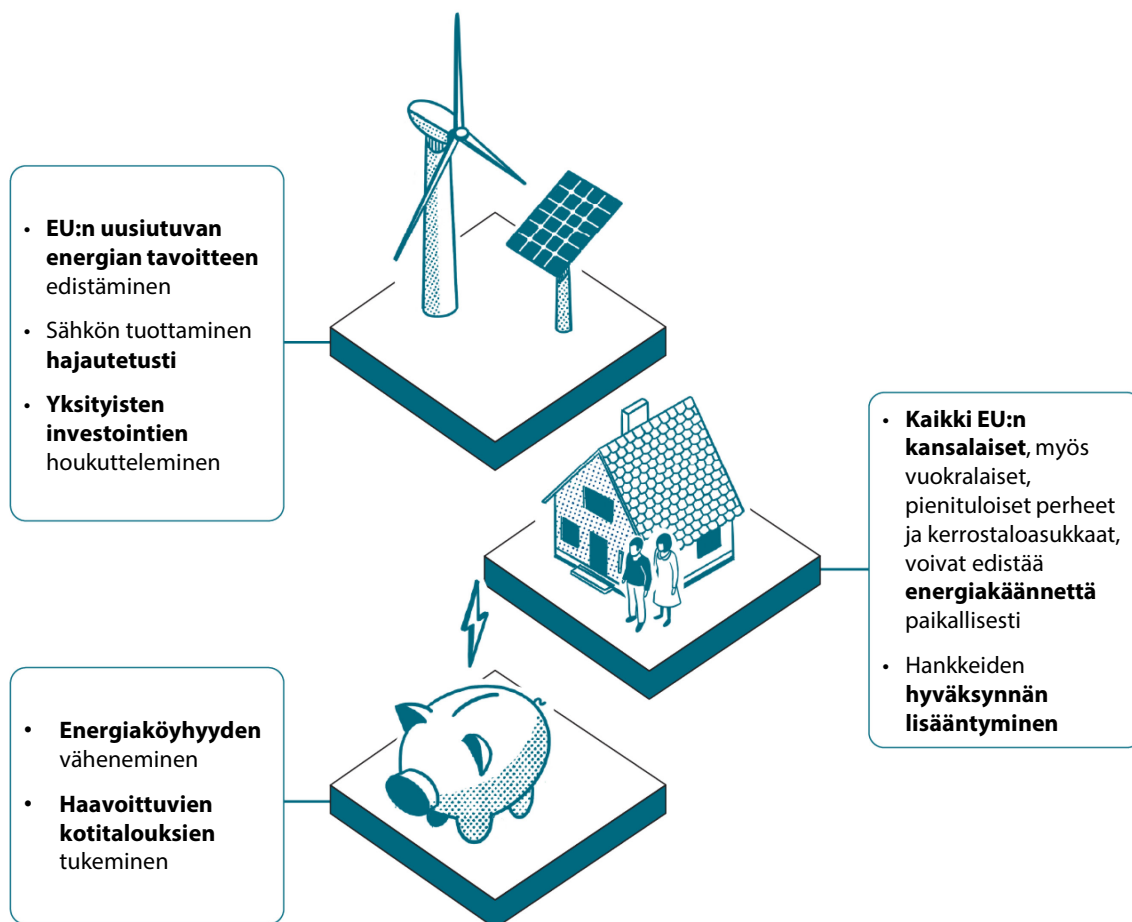 • EU:n uusiutuvan
energian tavoitteen
edistäminen
• Sähkön tuottaminen
hajautetusti
• Yksityisten
investointien
houkutteleminen
• Kaikki EU:n
kansalaiset, myös
vuokralaiset,
pienituloiset perheet
ja kerrostaloasukkaat,
voivat edistää
energiakäännettä
paikallisesti
• Hankkeiden
hyväksynnän
lisääntyminen
• Energiaköyhyyden
väheneminen
• Haavoittuvien
kotitalouksien
tukeminen